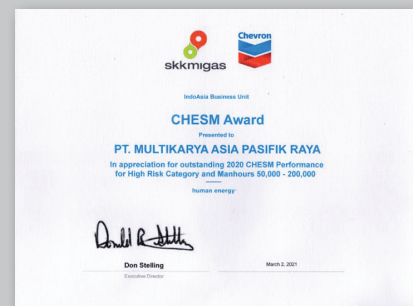 skkmigas
Chevron
IndoAsia Business Unit
CHESM Award
Presented to
PT. MULTIKARYA ASIA PASIFIK RAYA
In appreciation for outstanding 2020 CHESM Performance
for High Risk Category and Manhours 50,000 - 200,000
human energy
Don Stelling
March 2, 2021
Executive Director